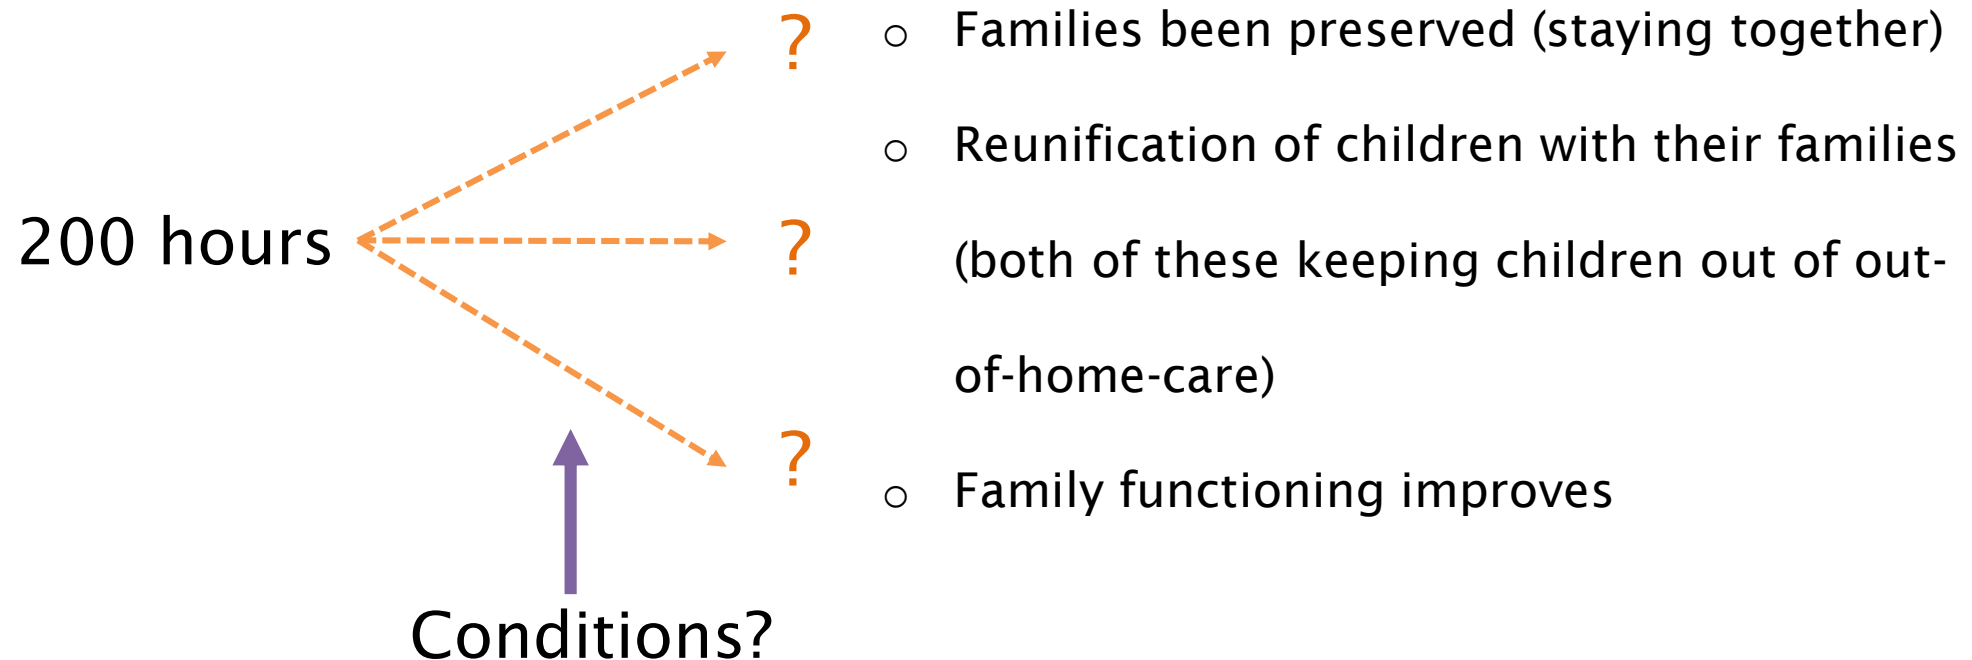 ? ○ Families been preserved (staying together)
○ Reunification of children with their families
200 hours ? (both of these keeping children out of out-
of-home-care)
? ○ Family functioning improves
Conditions?